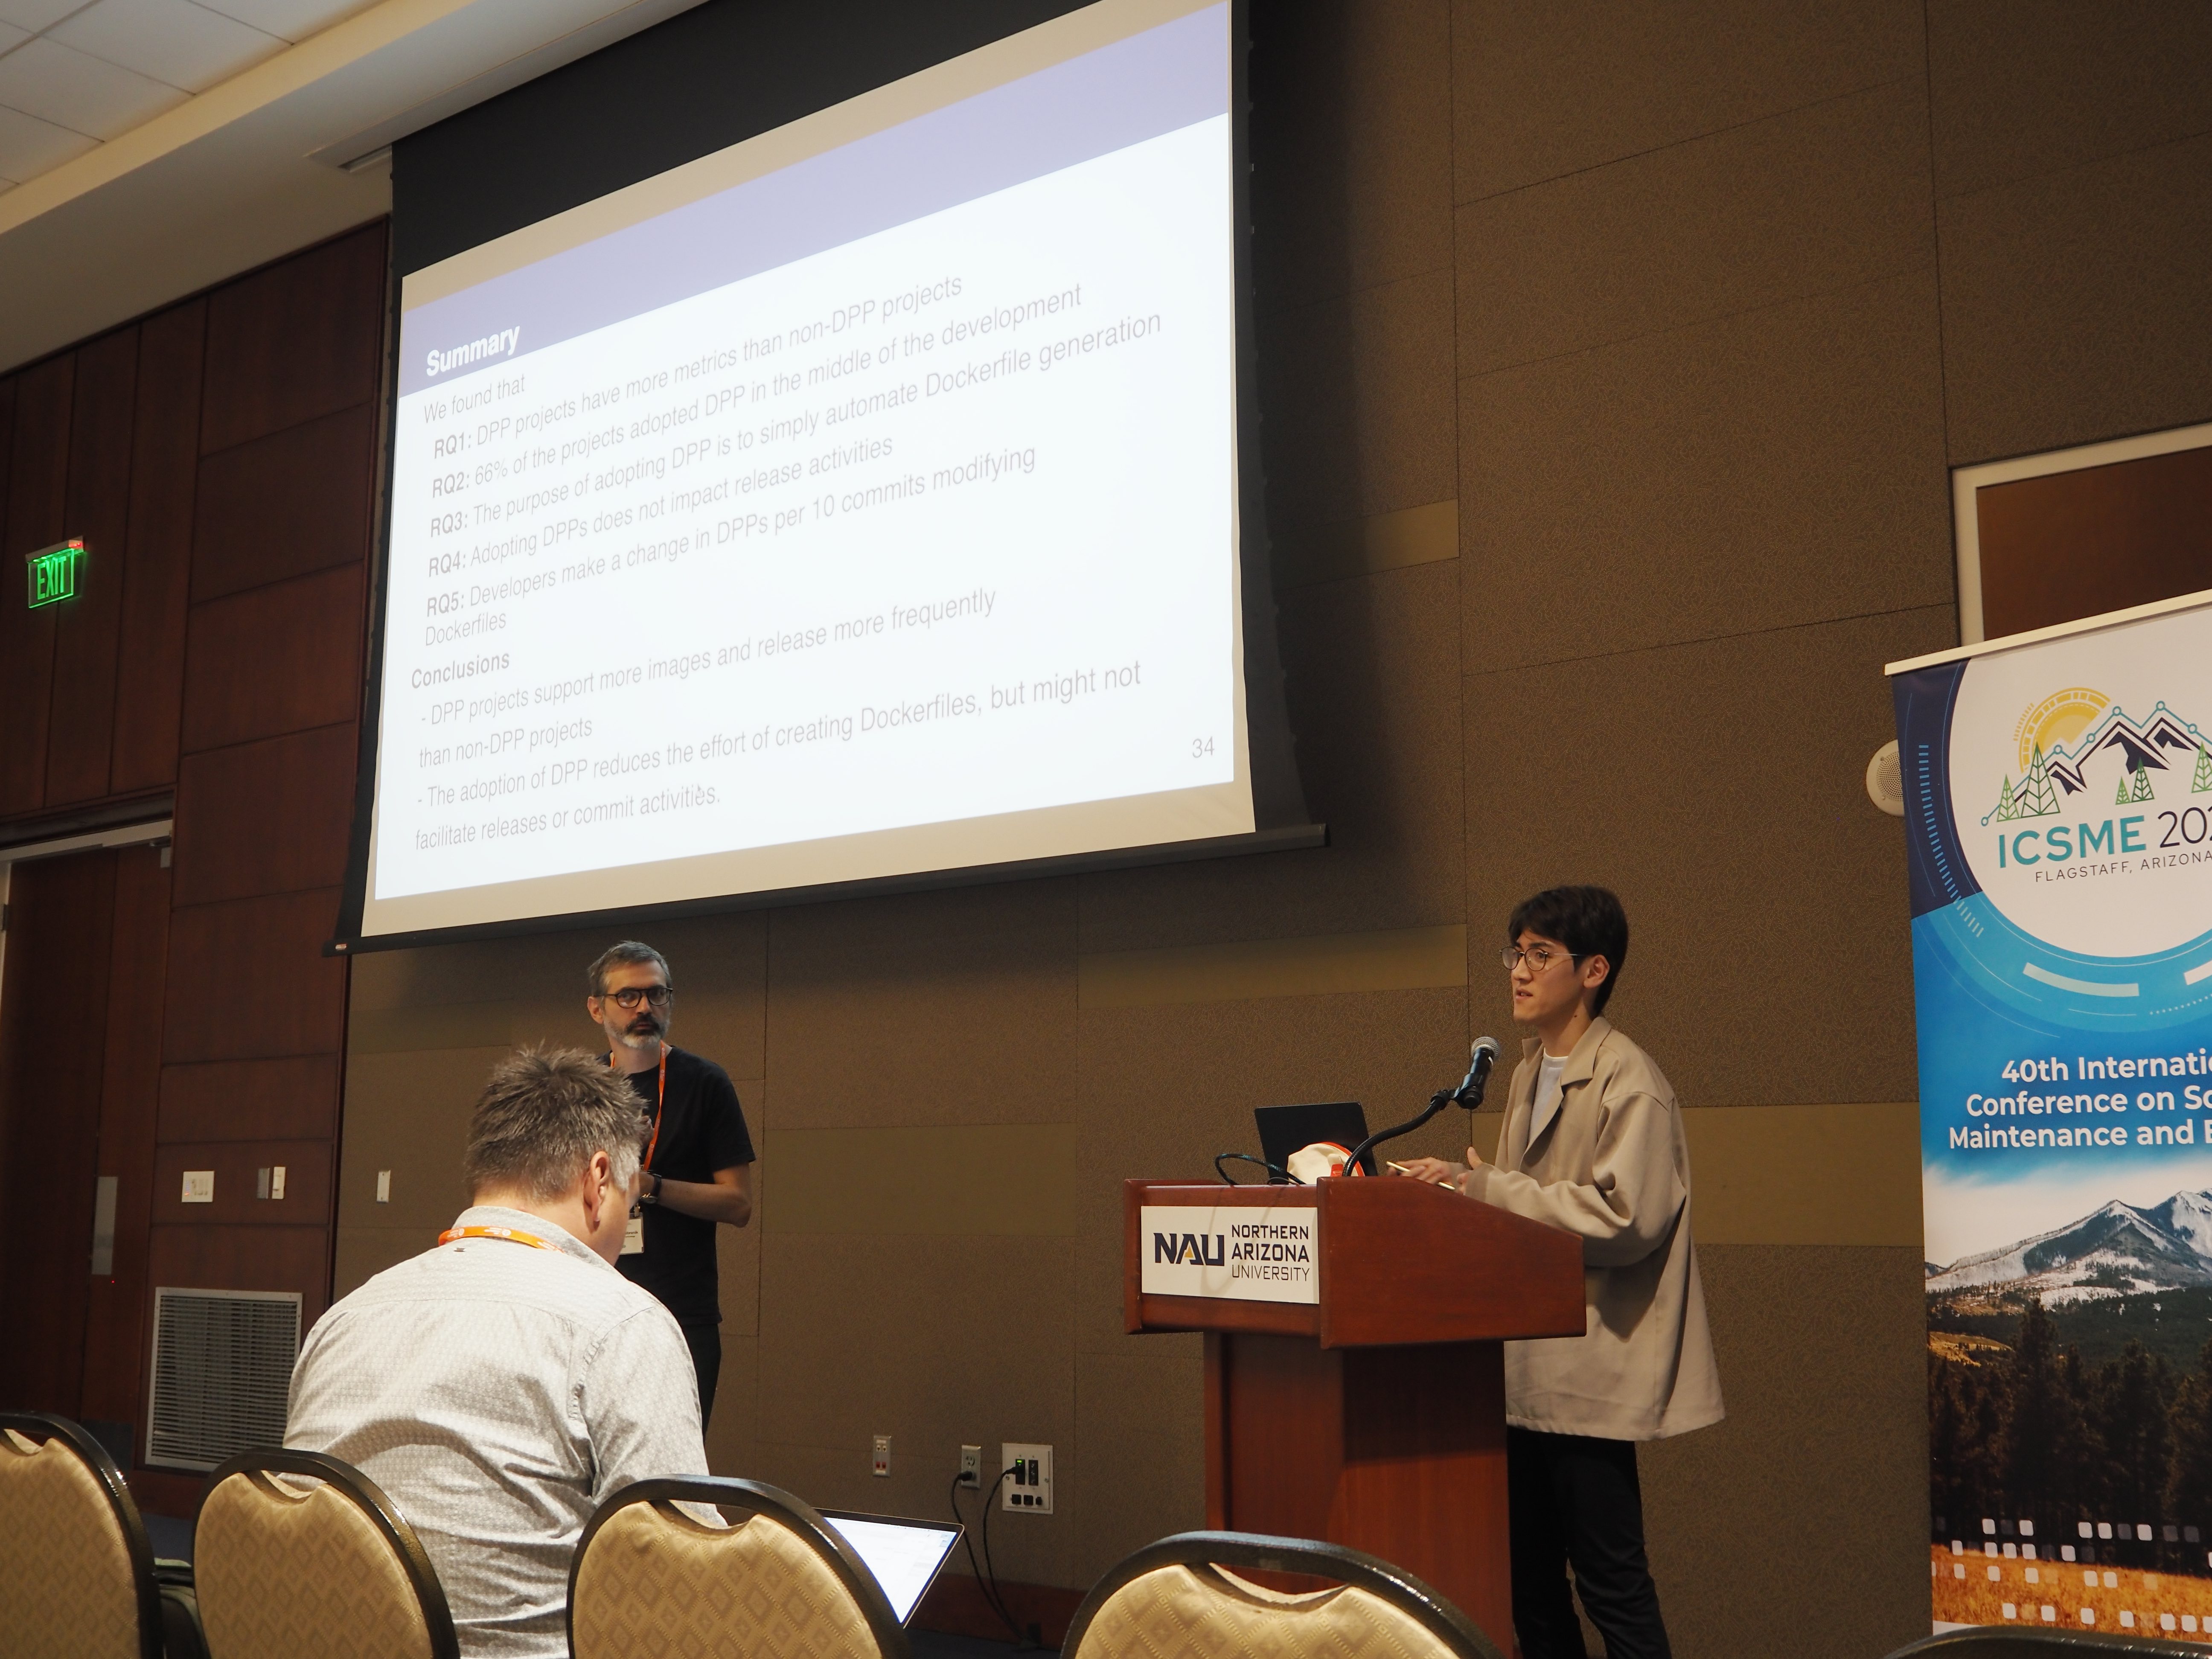 Summary
We found that
RQ1: DPP projects have more metrics than non-DPP projects
RQ2: 66% of the projects adopted DPP in the middle of the development
RQ3: The purpose of adopting DPP is to simply automate Dockerfile generation
RQ4: Adopting DPPs does not impact release activities
RQ5: Developers make a change in DPPs per 10 commits modifying
Dockerfiles
Conclusions
- DPP projects support more images and release more frequently
than non-DPP projects
- The adoption of DPP reduces the effort of creating Dockerfiles, but might not
facilitate releases or commit activities.
34
EXIT
NAU
NORTHERN
ARIZONA
UNIVERSITY
ICSME 202
FLAGSTAFF, ARIZONA
40th Internatio
Conference on So
Maintenance and E